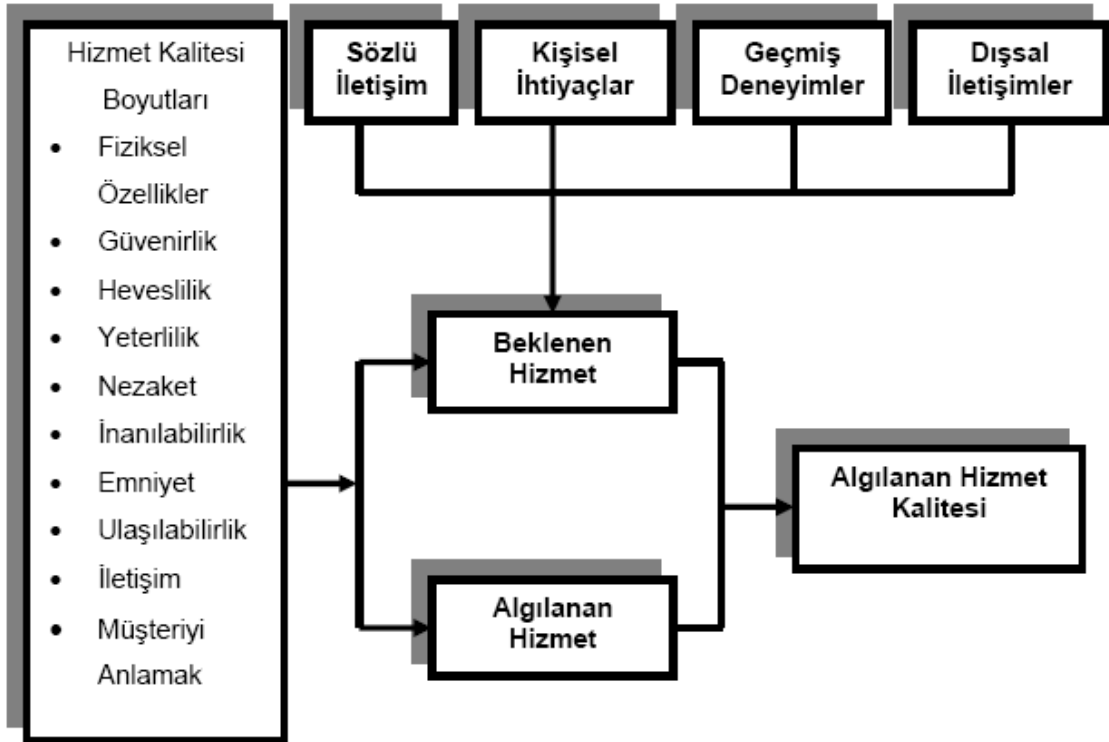 Hizmet Kalitesi
Boyutları
• Fiziksel
Özellikler
• Güvenirlik
• Heveslilik
• Yeterlilik
• Nezaket
• İnanılabilirlik
• Emniyet
• Ulaşılabilirlik
• İletişim
• Müşteriyi
Anlamak
Sözlü
İletişim
Kişisel
İhtiyaçlar
Geçmiş
Deneyimler
Dışsal
İletişimler
Beklenen
Hizmet
Algılanan
Hizmet
Algılanan Hizmet
Kalitesi